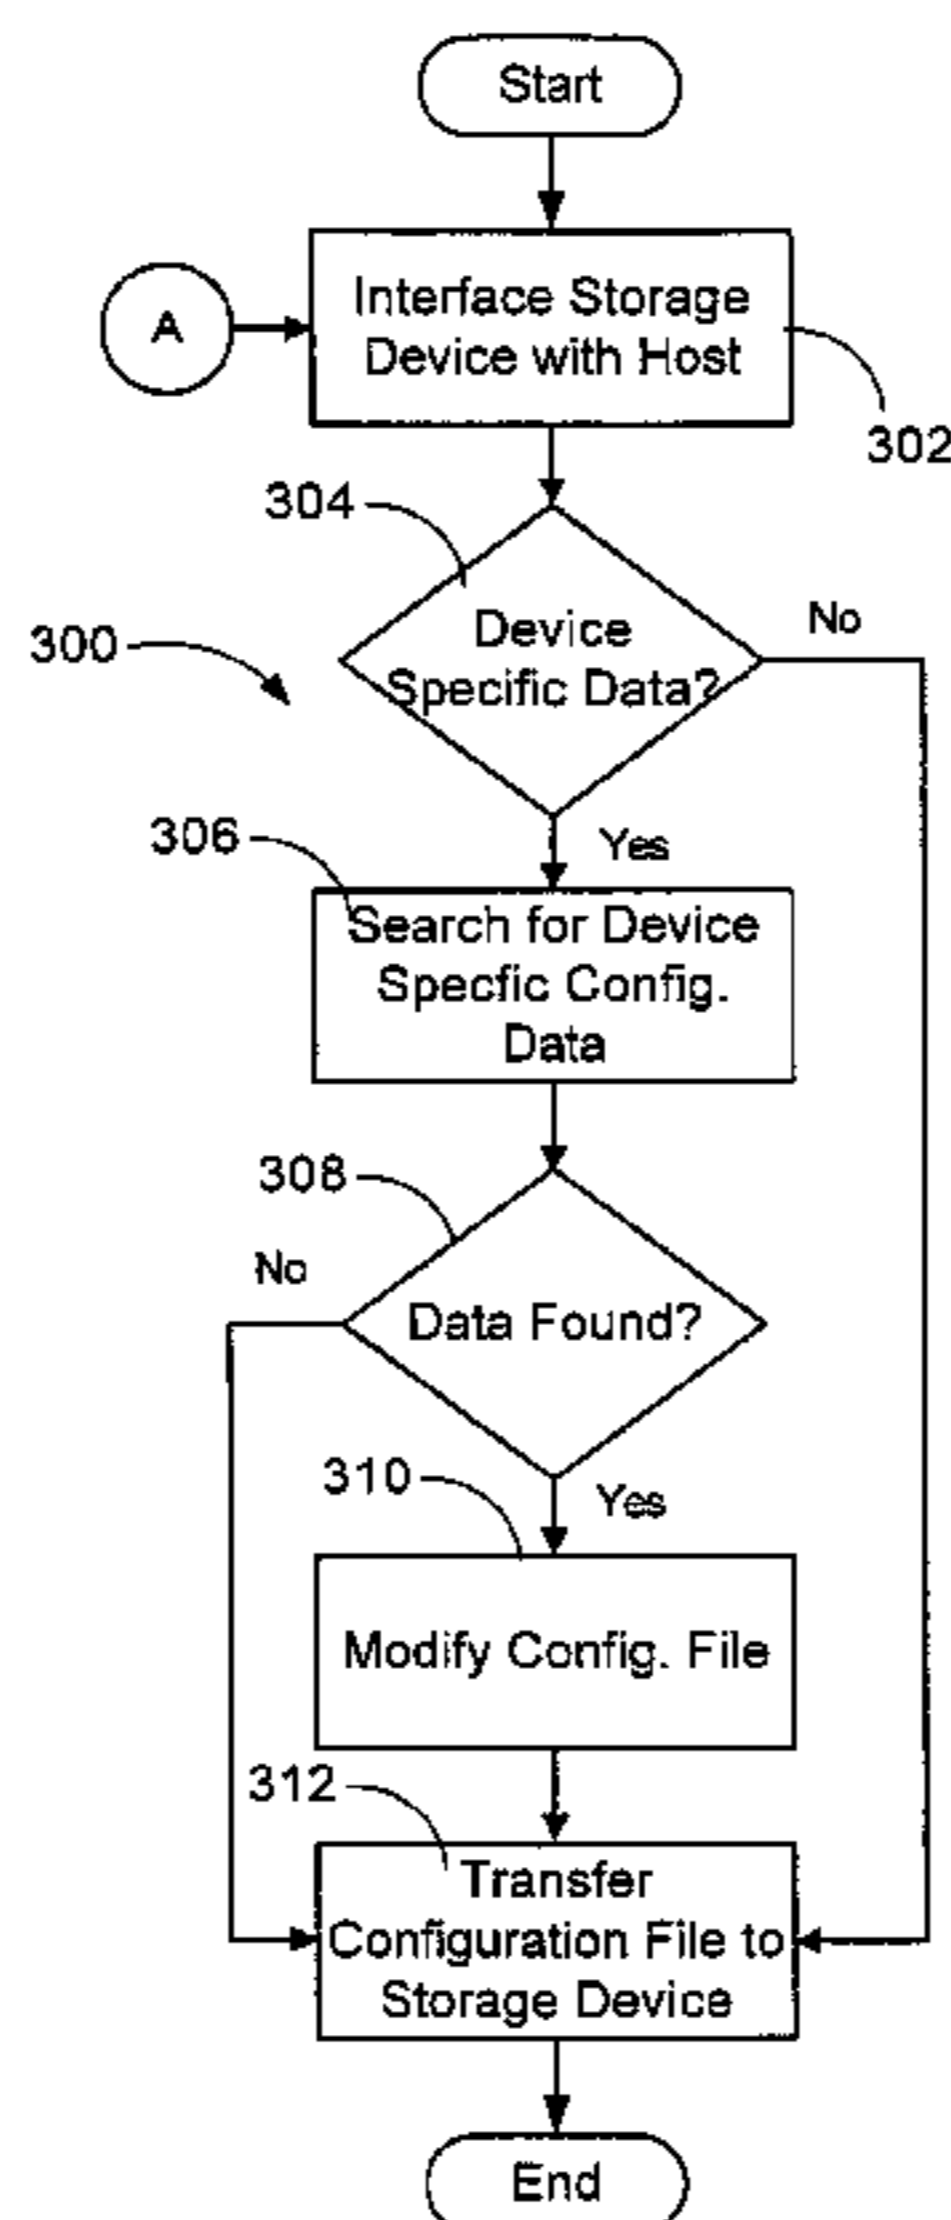 Start
A
Interface Storage
Device with Host
302
304
Device
Specific Data?
No
300
Yes
306
Search for Device
Specfic Config.
Data
308
No
Data Found?
310
Yes
Modify Config. File
312
Transfer
Configuration File to
Storage Device
End